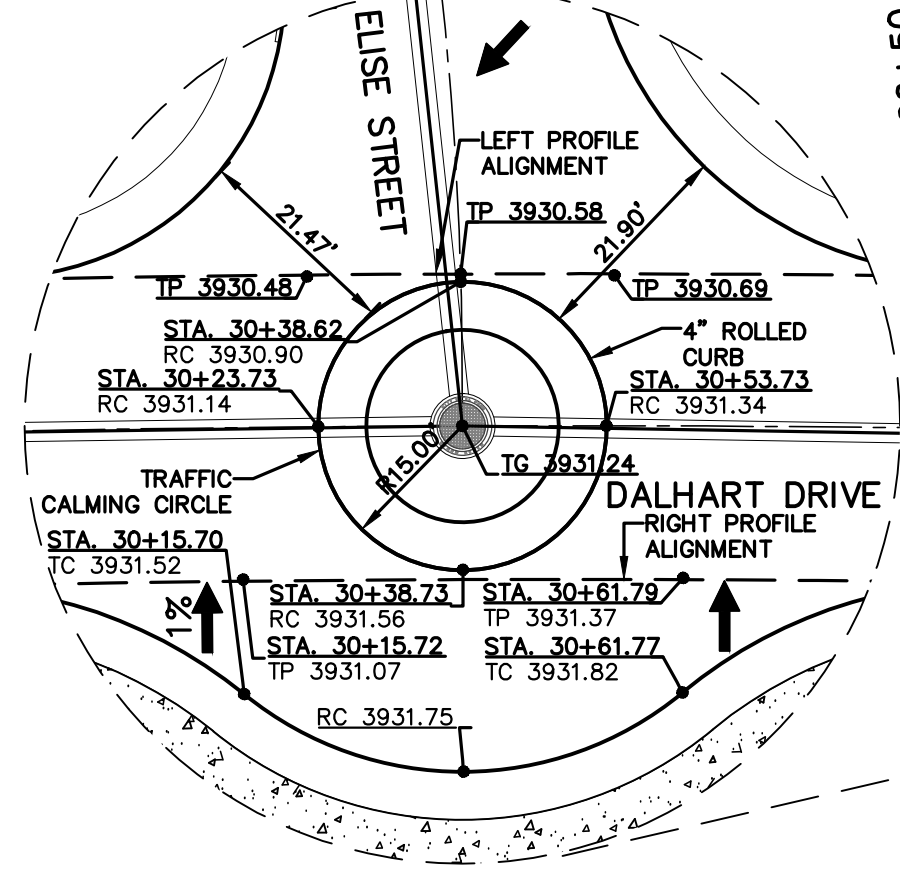 ELISE STREET
LEFT PROFILE
ALIGNMENT
TP 3930.58
21.47'
21.90'
TP 3930.48
TP 3930.69
STA. 30+38.62
RC 3930.90
4" ROLLED
CURB
STA. 30+23.73
RC 3931.14
STA. 30+53.73
RC 3931.34
R15.00'
TG 3931.24
TRAFFIC
CALMING CIRCLE
DALHART DRIVE
RIGHT PROFILE
ALIGNMENT
STA. 30+15.70
TC 3931.52
1%
STA. 30+38.73
RC 3931.56
STA. 30+61.79
TP 3931.37
STA. 30+15.72
TP 3931.07
STA. 30+61.77
TC 3931.82
RC 3931.75